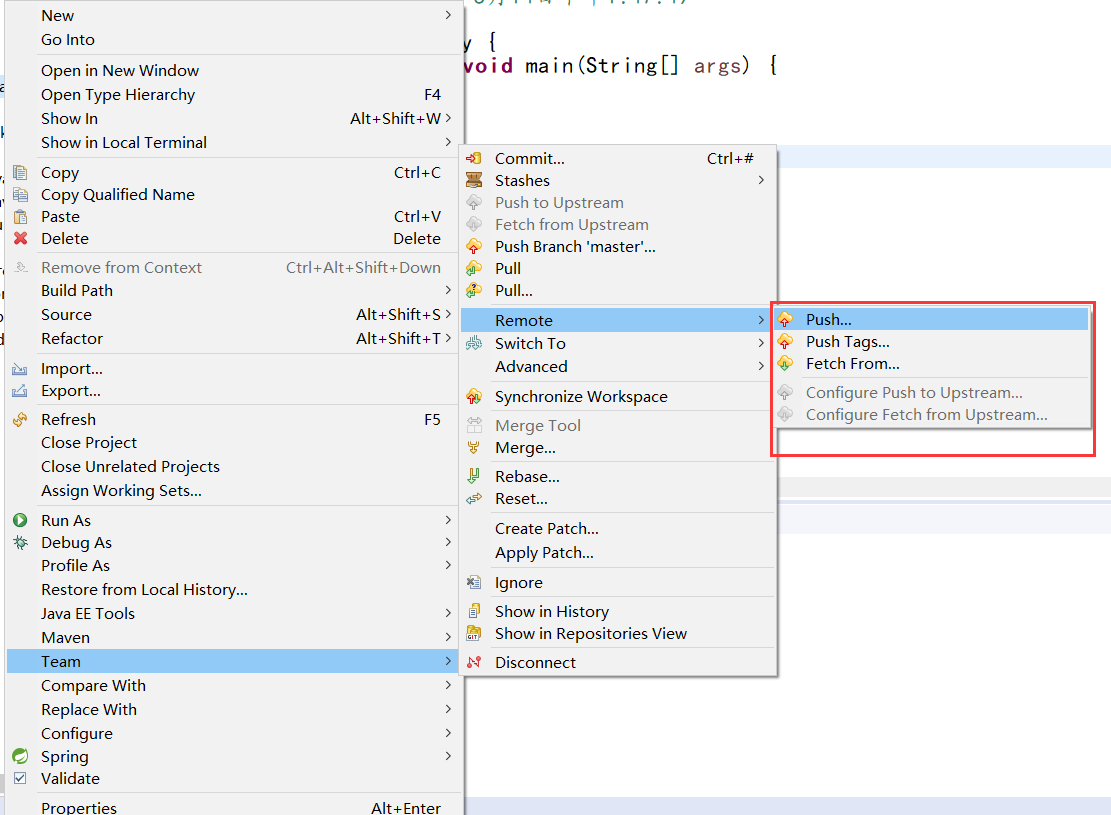 New
Go Into
Open in New Window
Open Type Hierarchy F4
Show In Alt+Shift+W
Show in Local Terminal
Copy Ctrl+C
Copy Qualified Name
Paste Ctrl+V
Delete Delete
Remove from Context Ctrl+Alt+Shift+Down
Build Path
Source Alt+Shift+S
Refactor Alt+Shift+T
Import...
Export...
Refresh F5
Close Project
Close Unrelated Projects
Assign Working Sets...
Run As
Debug As
Profile As
Restore from Local History...
Java EE Tools
Maven
Team
Compare With
Replace With
Configure
Spring
Validate
Properties Alt+Enter
y {
void main(String[] args) {
Commit... Ctrl+#
Stashes
Push to Upstream
Fetch from Upstream
Push Branch 'master'...
Pull
Pull...
Remote
Switch To
Advanced
Synchronize Workspace
Merge Tool
Merge...
Rebase...
Reset...
Create Patch...
Apply Patch...
Ignore
Show in History
Show in Repositories View
Disconnect
Push...
Push Tags...
Fetch From...
Configure Push to Upstream...
Configure Fetch from Upstream...